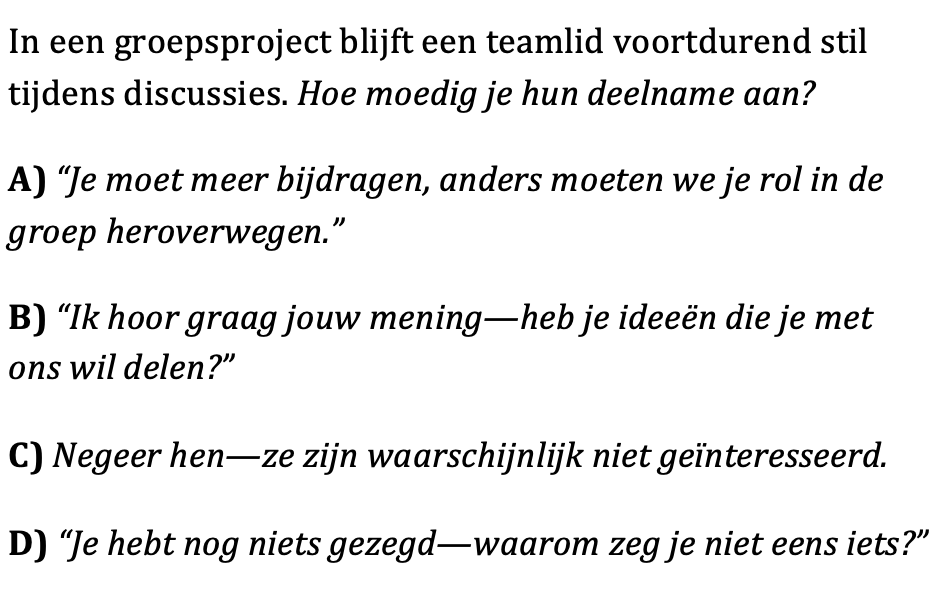 In een groepsproject blijft een teamlid voortdurend stil
tijdens discussies. Hoe moedig je hun deelname aan?
A) “Je moet meer bijdragen, anders moeten we je rol in de
groep heroverwegen.”
B) “Ik hoor graag jouw mening—heb je ideeën die je met
ons wil delen?”
C) Negeer hen—ze zijn waarschijnlijk niet geïnteresseerd.
D) “Je hebt nog niets gezegd—waarom zeg je niet eens iets?”